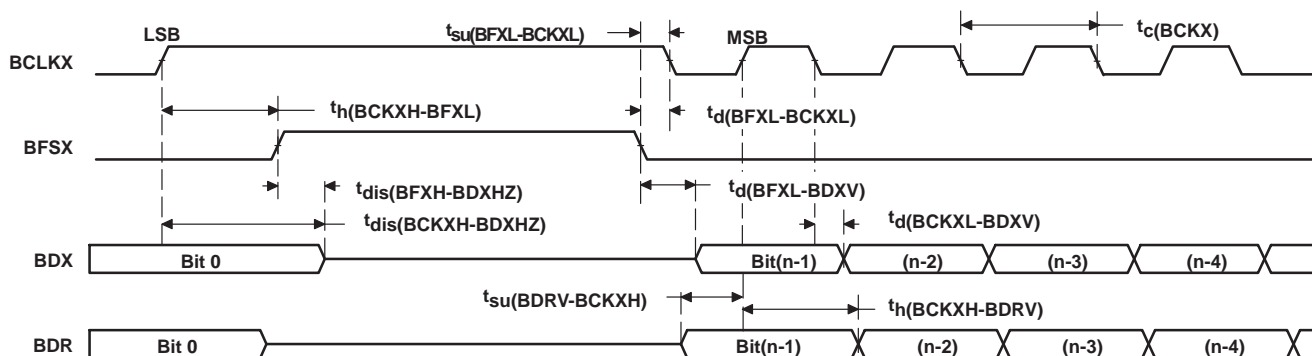 LSB
tsu(BFXL-BCKXL)
MSB
tc(BCKX)
BCLKX
th(BCKXH-BFXL)
td(BFXL-BCKXL)
BFSX
tdis(BFXH-BDXHZ)
td(BFXL-BDXV)
tdis(BCKXH-BDXHZ)
td(BCKXL-BDXV)
BDX Bit 0 Bit(n-1) (n-2) (n-3) (n-4)
tsu(BDRV-BCKXH)
th(BCKXH-BDRV)
BDR Bit 0 Bit(n-1) (n-2) (n-3) (n-4)